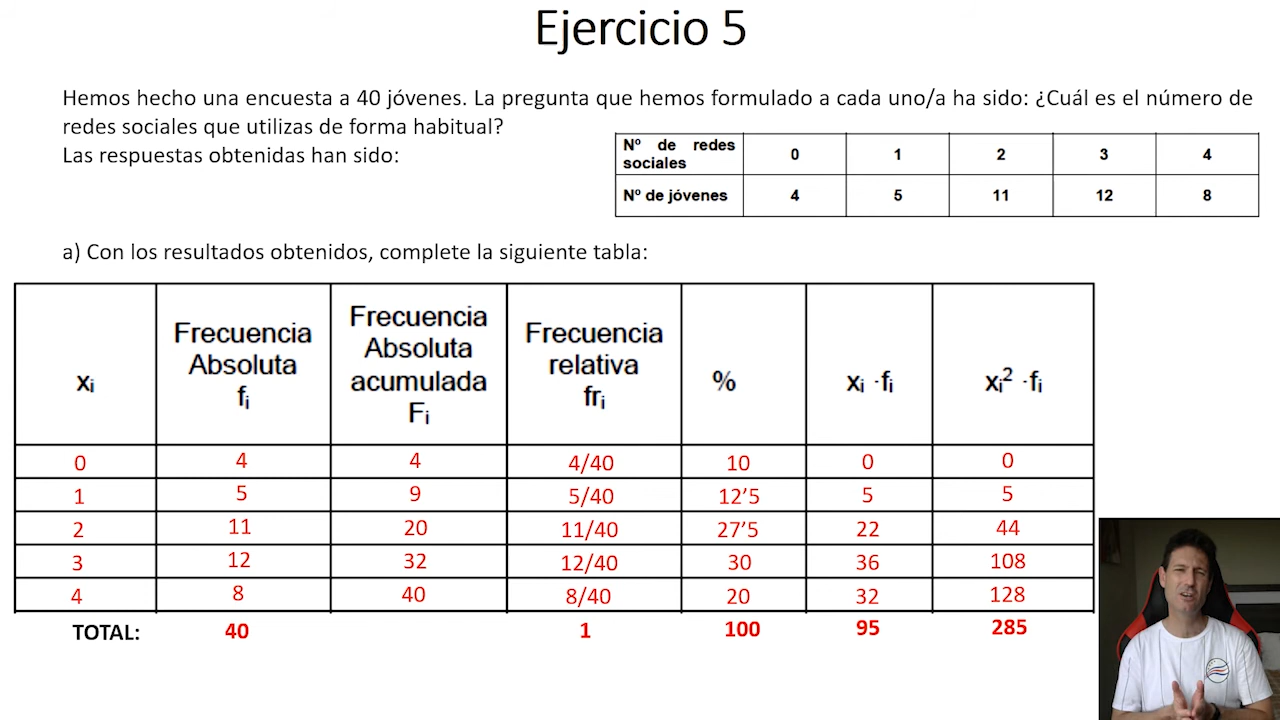 Ejercicio 5
Hemos hecho una encuesta a 40 jóvenes. La pregunta que hemos formulado a cada uno/a ha sido: ¿Cuál es el número de
redes sociales que utilizas de forma habitual?
Las respuestas obtenidas han sido:
Nº de redes sociales 0 1 2 3 4
Nº de jóvenes 4 5 11 12 8
a) Con los resultados obtenidos, complete la siguiente tabla:
xᵢ Frecuencia Absoluta fᵢ Frecuencia Absoluta acumulada Fᵢ Frecuencia relativa frᵢ % xᵢ ·fᵢ xᵢ² ·fᵢ
0 4 4 4/40 10 0 0
1 5 9 5/40 12’5 5 5
2 11 20 11/40 27’5 22 44
3 12 32 12/40 30 36 108
4 8 40 8/40 20 32 128
TOTAL: 40 1 100 95 285